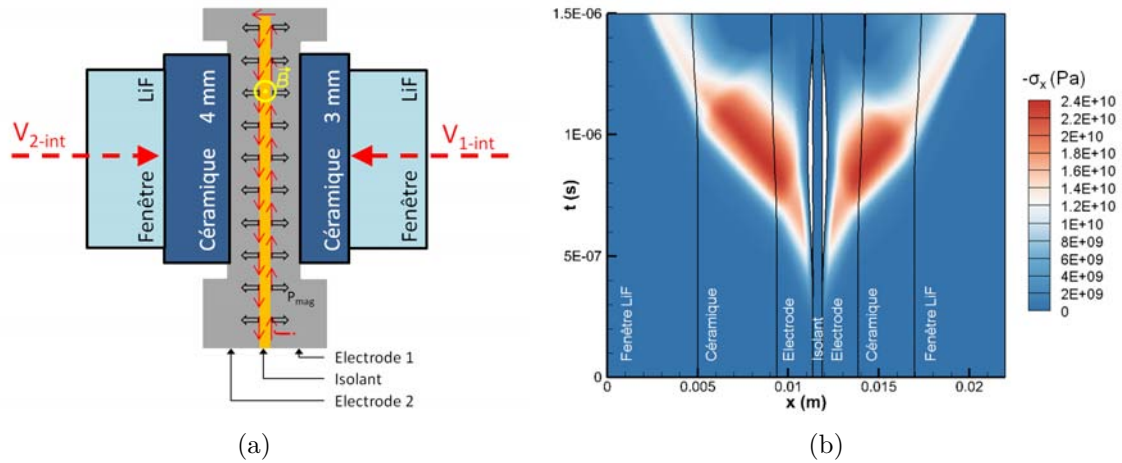 V2-int
Fenêtre LiF
Céramique 4 mm
B
Céramique 3 mm
Fenêtre LiF
V1-int
Pmag
j
Electrode 1
Isolant
Electrode 2
(a)
1.5E-06
1E-06
5E-07
0
t (s)
Fenêtre LiF
Céramique
Electrode
Isolant
Electrode
Céramique
Fenêtre LiF
0
0.005
0.01
0.015
0.02
x (m)
-σx (Pa)
2.4E+10
2E+10
2E+10
1.8E+10
1.6E+10
1.4E+10
1.2E+10
1E+10
8E+09
6E+09
4E+09
2E+09
0
(b)